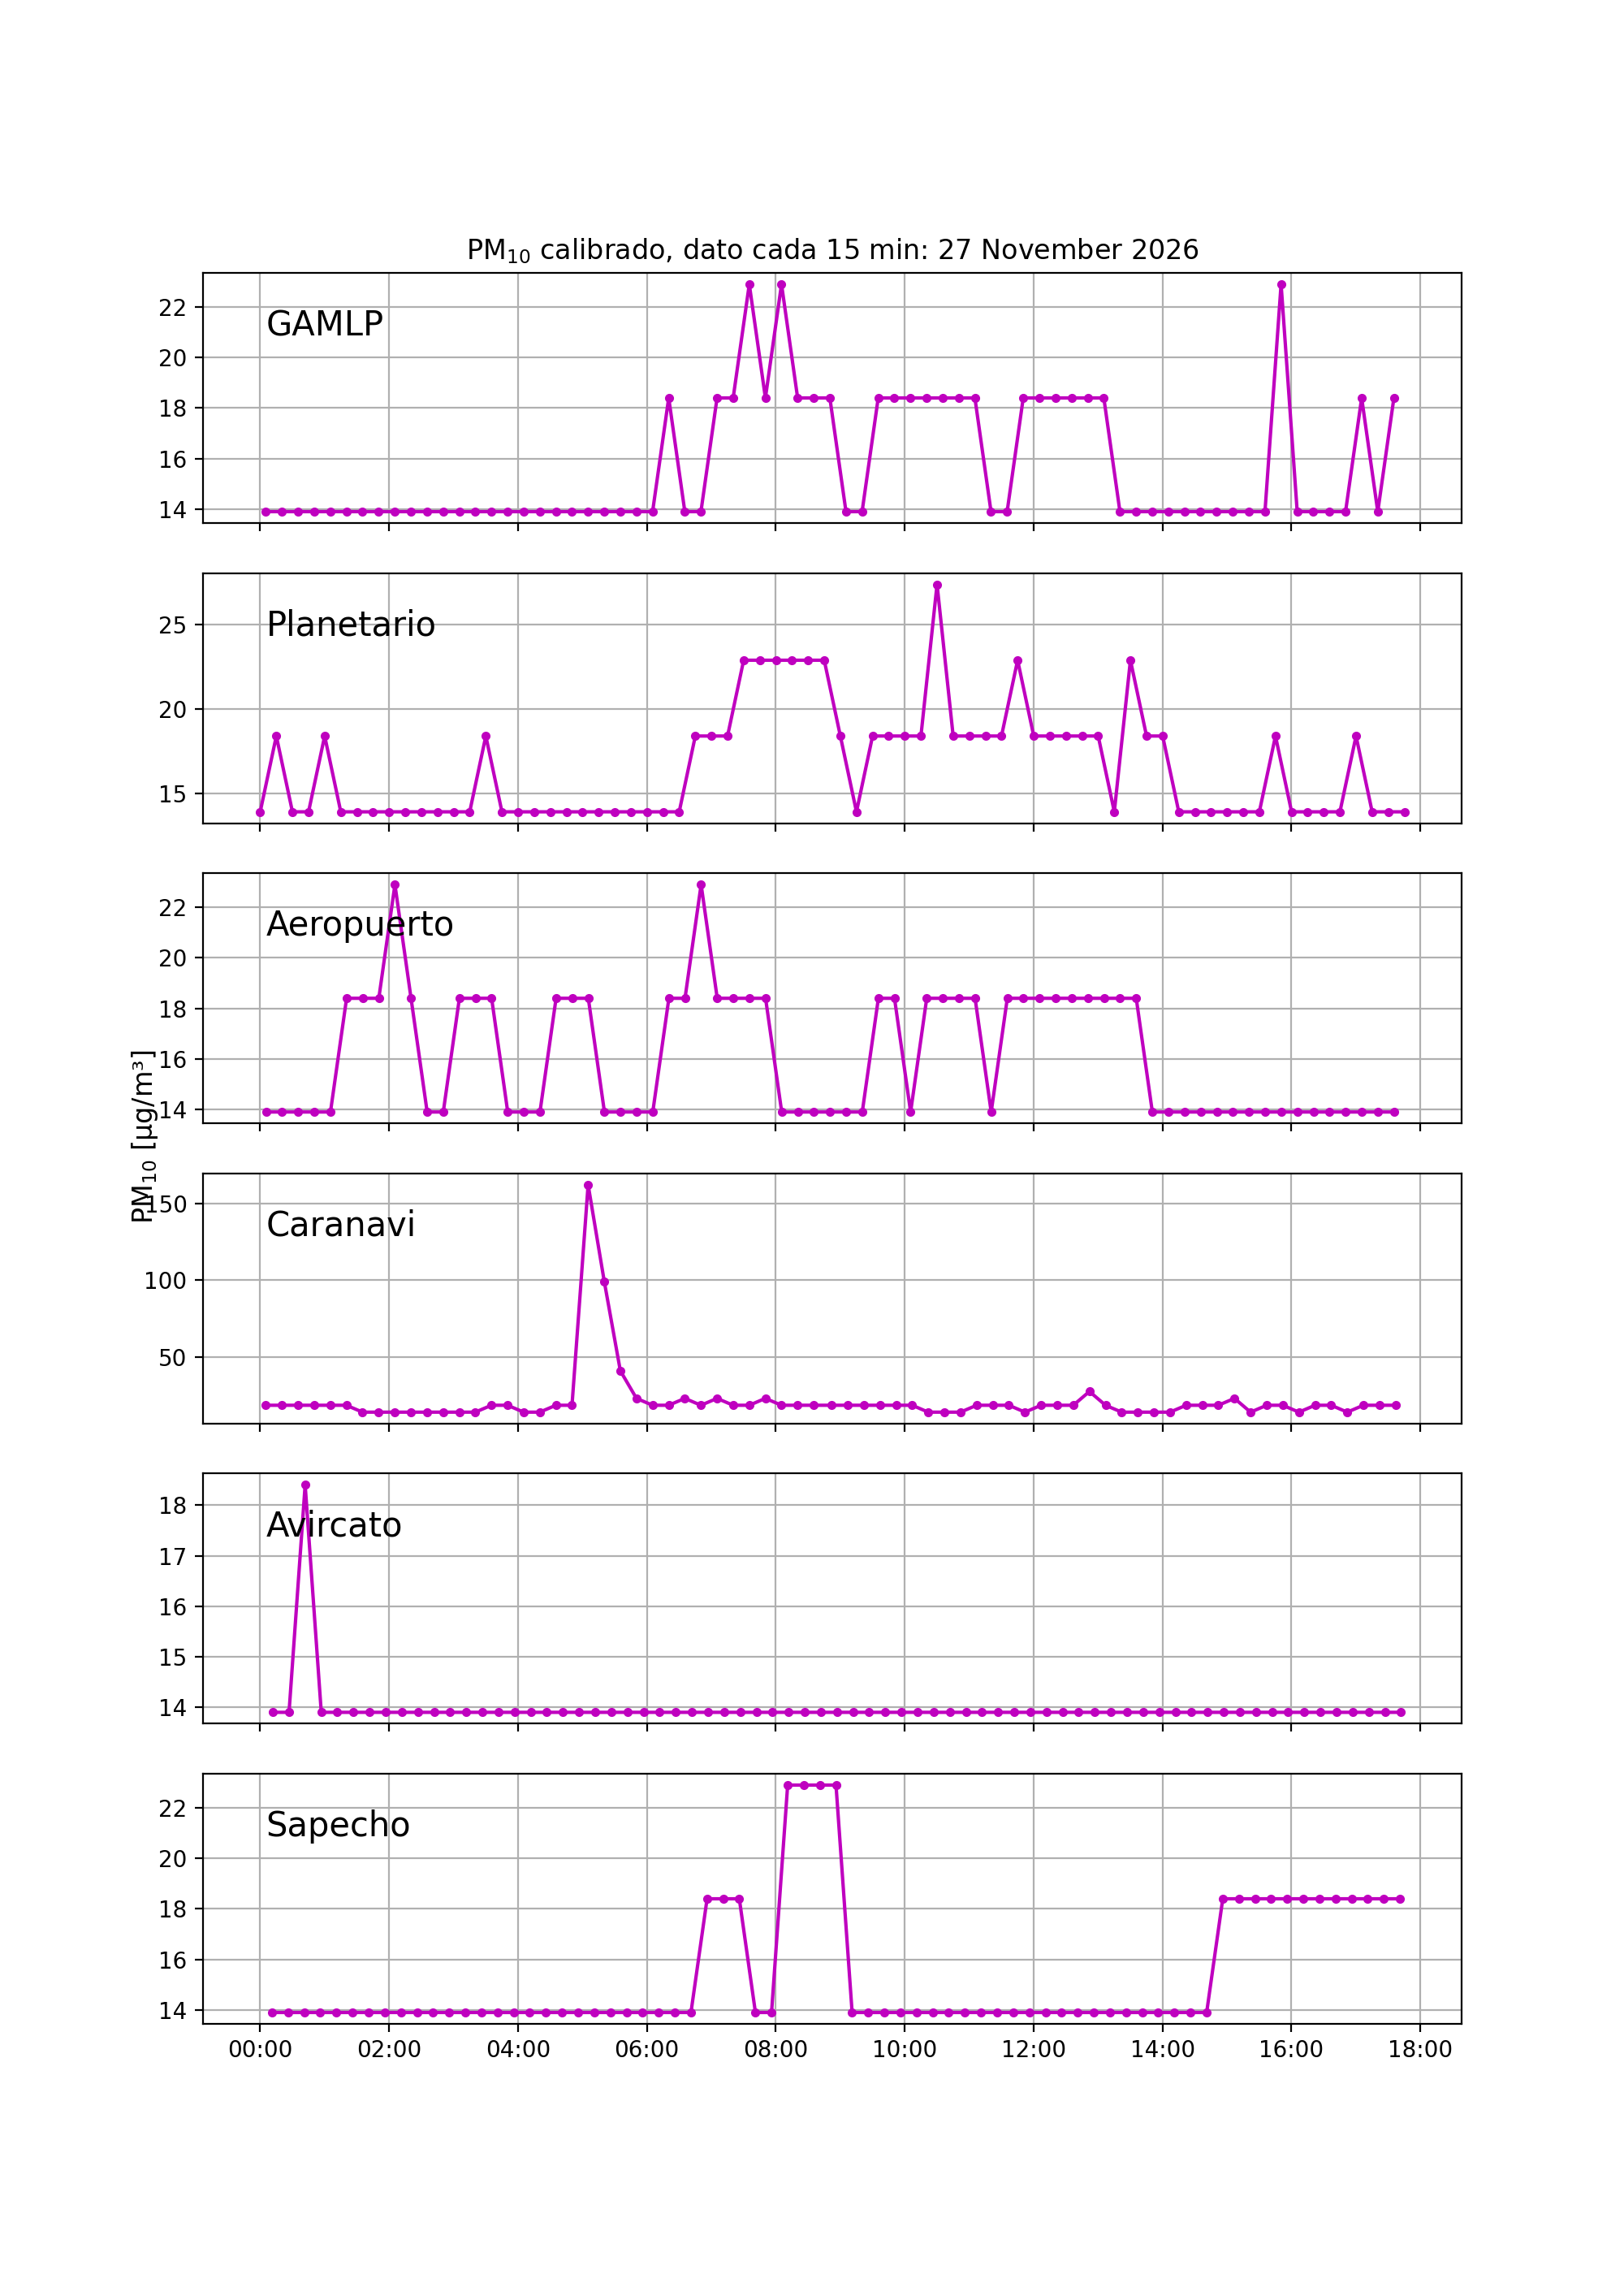 PM₁₀ calibrado, dato cada 15 min: 27 November 2026
22
20
18
16
14
GAMLP
25
20
15
Planetario
22
20
18
16
14
Aeropuerto
PM₁₀ [µg/m³]
150
100
50
Caranavi
18
17
16
15
14
Avircato
22
20
18
16
14
Sapecho
00:00 02:00 04:00 06:00 08:00 10:00 12:00 14:00 16:00 18:00